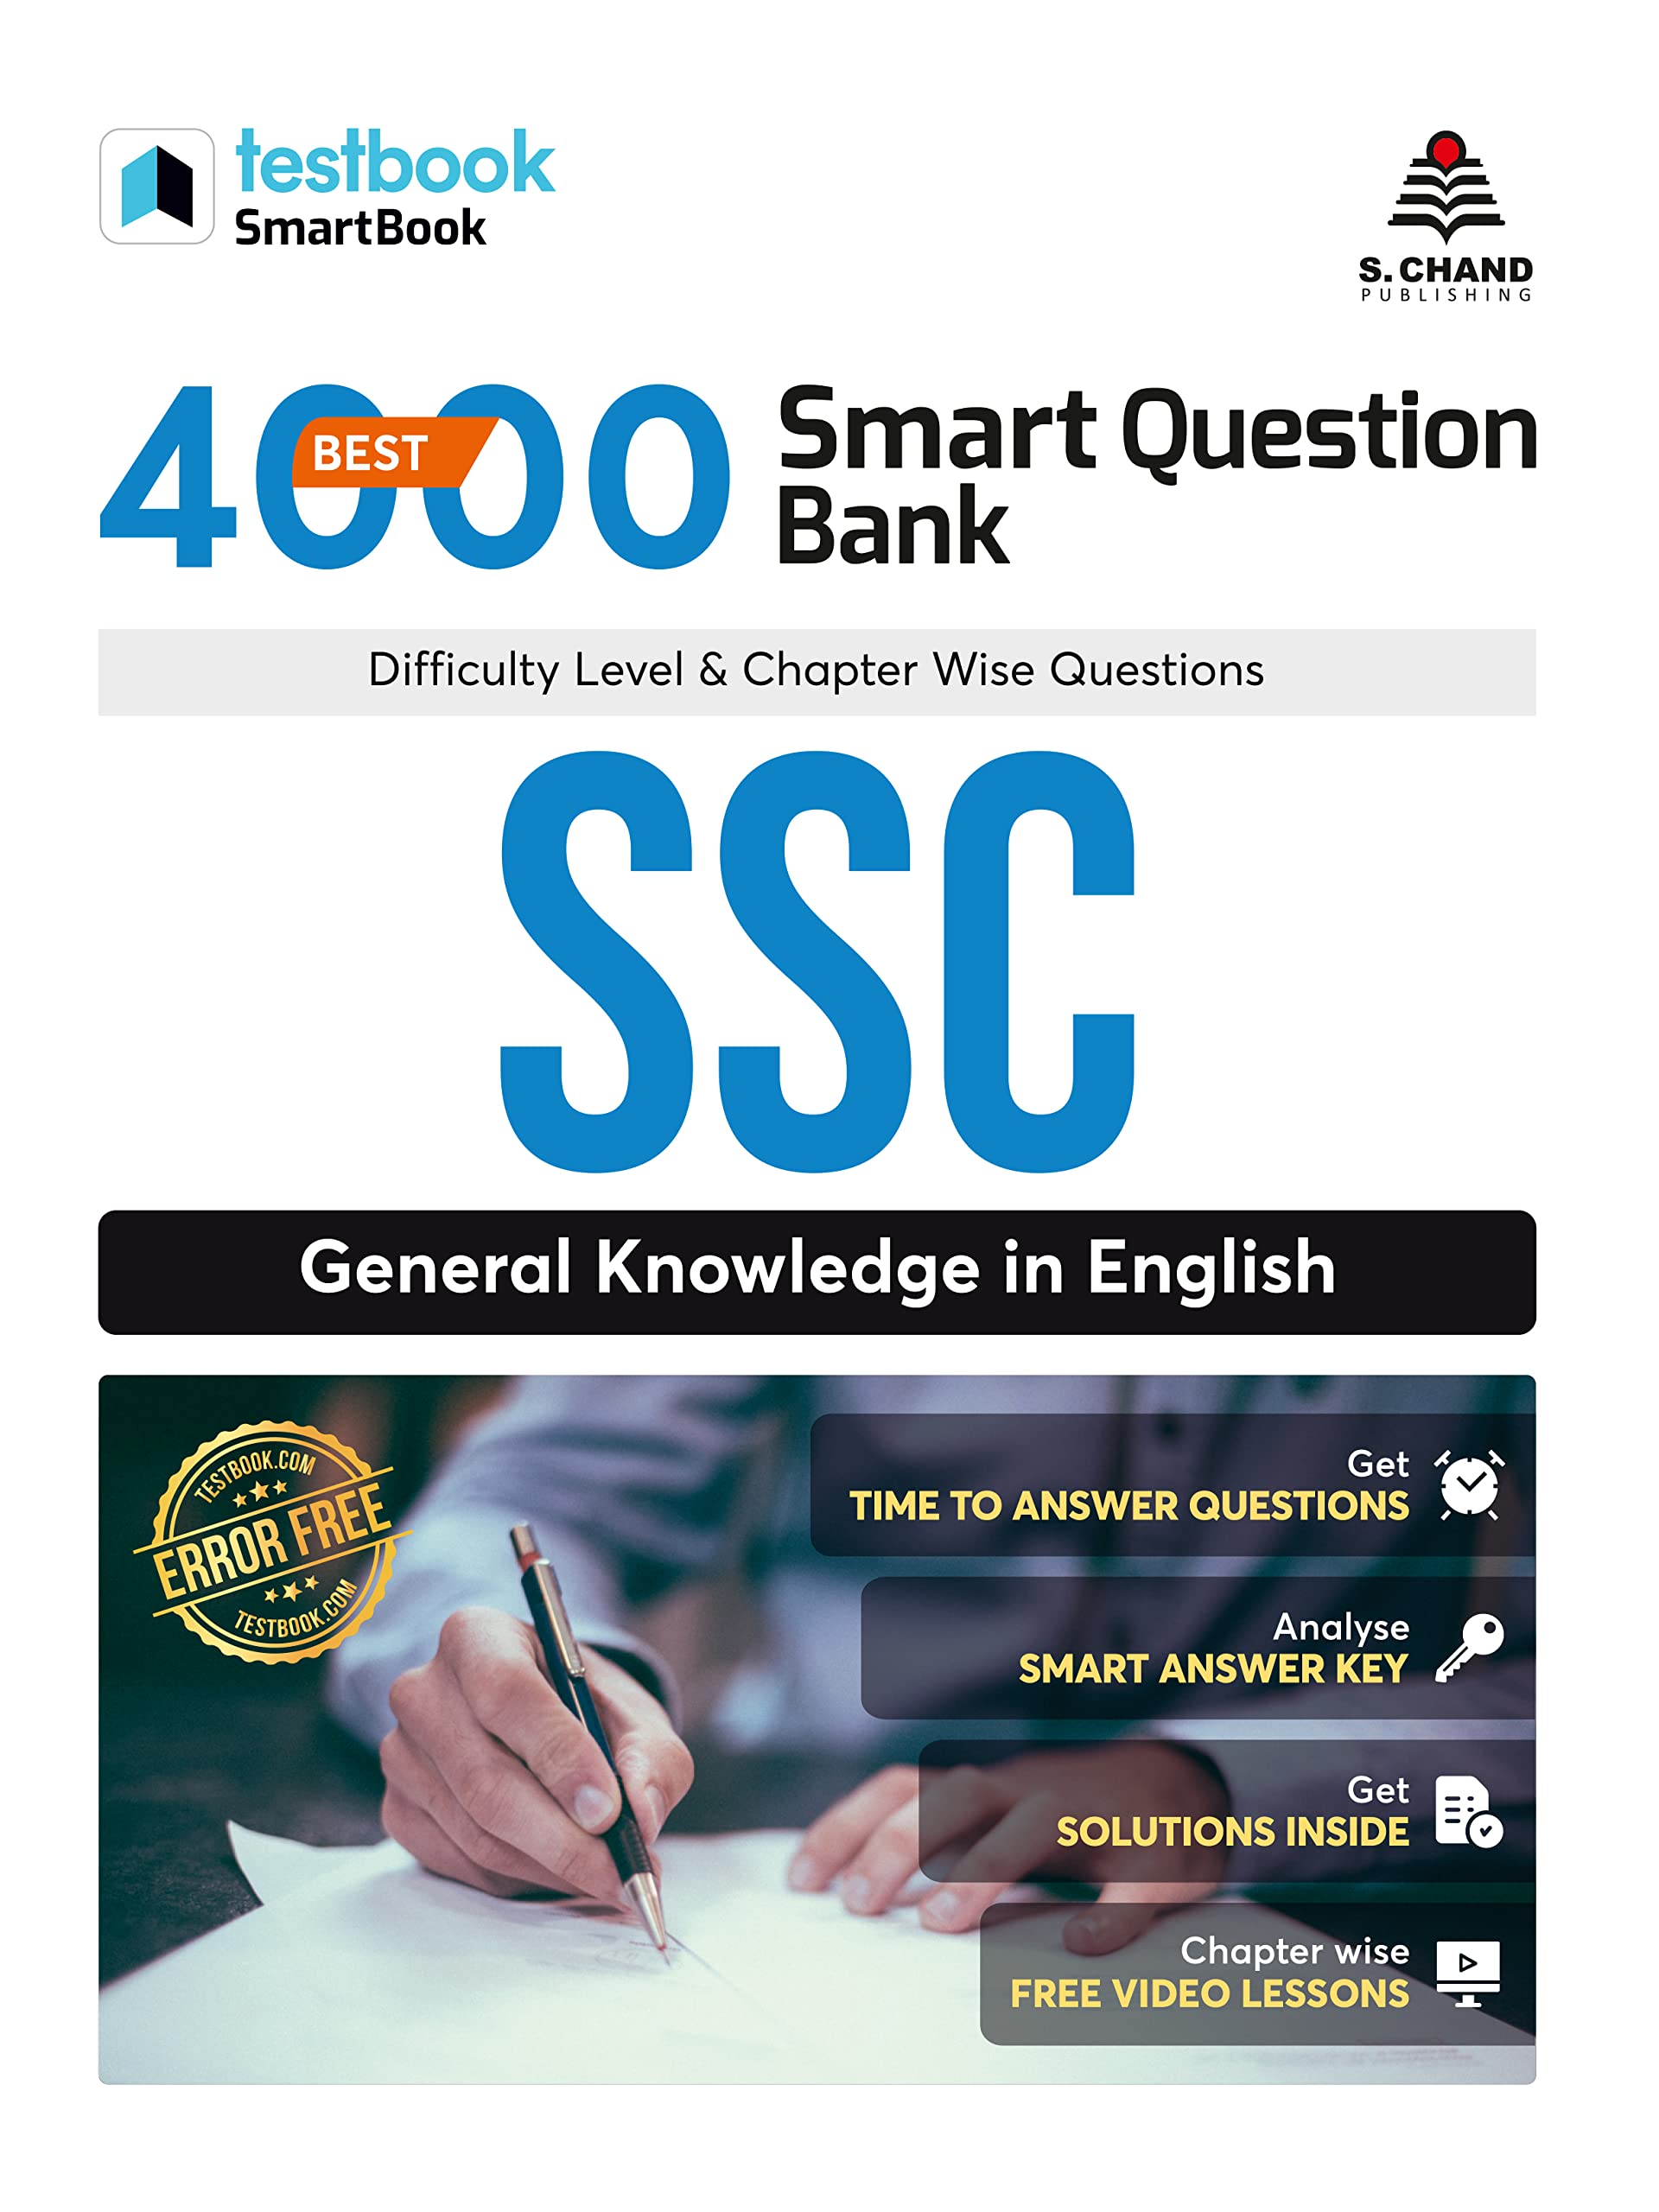 testbook
SmartBook
S. CHAND
PUBLISHING
4000
BEST
Smart Question
Bank
Difficulty Level & Chapter Wise Questions
SSC
General Knowledge in English
TESTBOOK.COM
ERROR FREE
TESTBOOK.COM
Get
TIME TO ANSWER QUESTIONS
Analyse
SMART ANSWER KEY
Get
SOLUTIONS INSIDE
Chapter wise
FREE VIDEO LESSONS